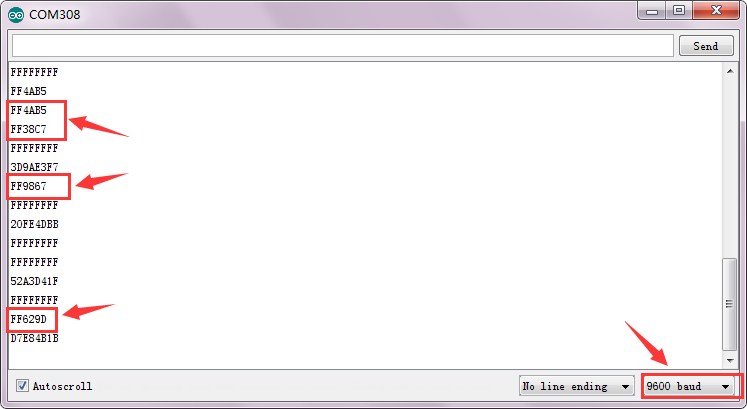 COM308
Send
FFFFFFFF
FF4AB5
FF4AB5
FF38C7
FFFFFFFF
3D9AE3F7
FF9867
FFFFFFFF
20FE4DBB
FFFFFFFF
FFFFFFFF
52A3D41F
FFFFFFFF
FF629D
D7E84B1B
Autoscroll
No line ending
9600 baud